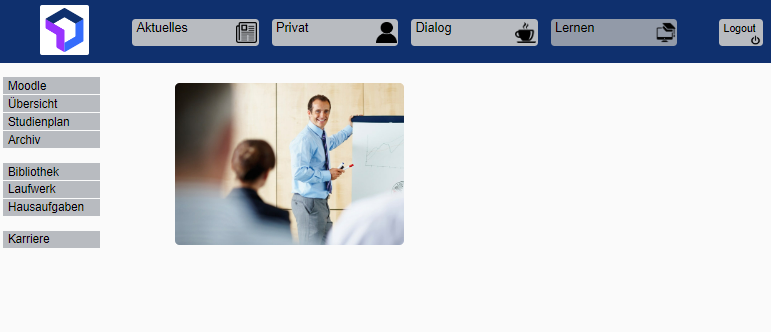 Aktuelles
Privat
Dialog
Lernen
Logout
Moodle
Übersicht
Studienplan
Archiv
Bibliothek
Laufwerk
Hausaufgaben
Karriere